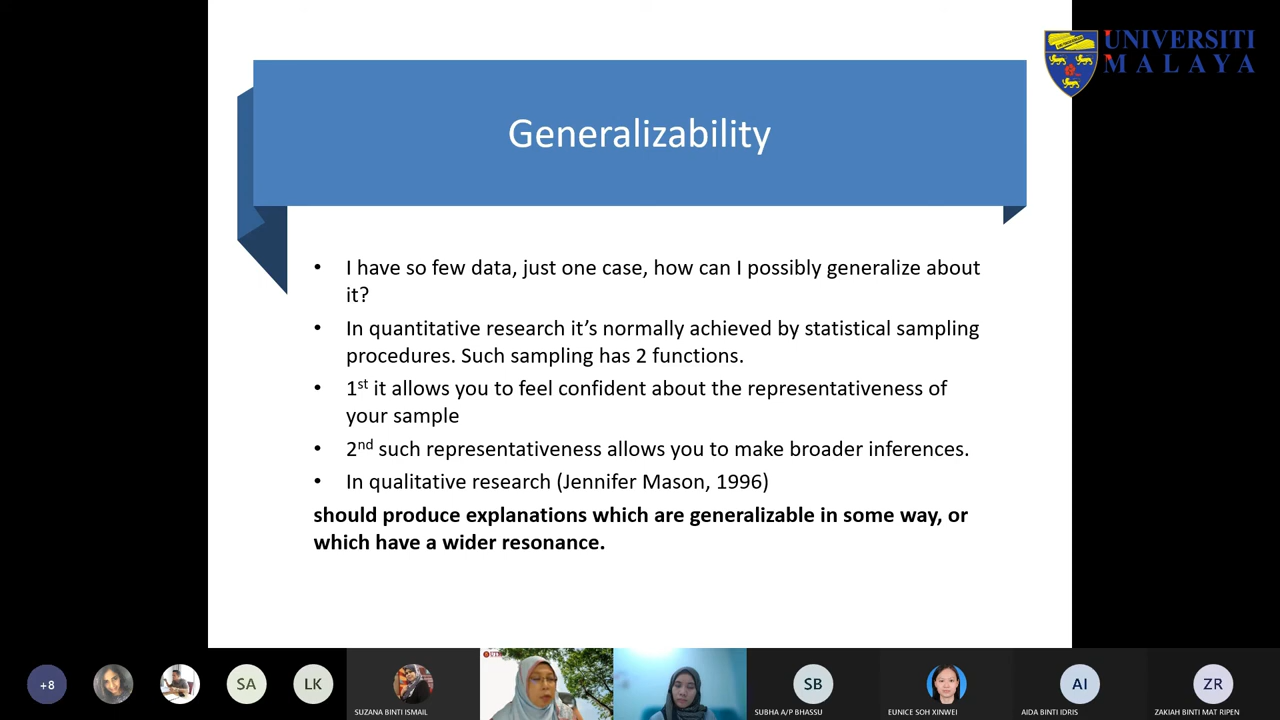 UNIVERSITI
MALAYA
Generalizability
• I have so few data, just one case, how can I possibly generalize about
it?
• In quantitative research it’s normally achieved by statistical sampling
procedures. Such sampling has 2 functions.
• 1st it allows you to feel confident about the representativeness of
your sample
• 2nd such representativeness allows you to make broader inferences.
• In qualitative research (Jennifer Mason, 1996)
should produce explanations which are generalizable in some way, or
which have a wider resonance.
+8
SA
LK
SUZANA BINTI ISMAIL
SB
SUBHA A/P BHASSU
EUNICE SOH XINWEI
AI
AIDA BINTI IDRIS
ZR
ZAKIAH BINTI MAT RIPEN